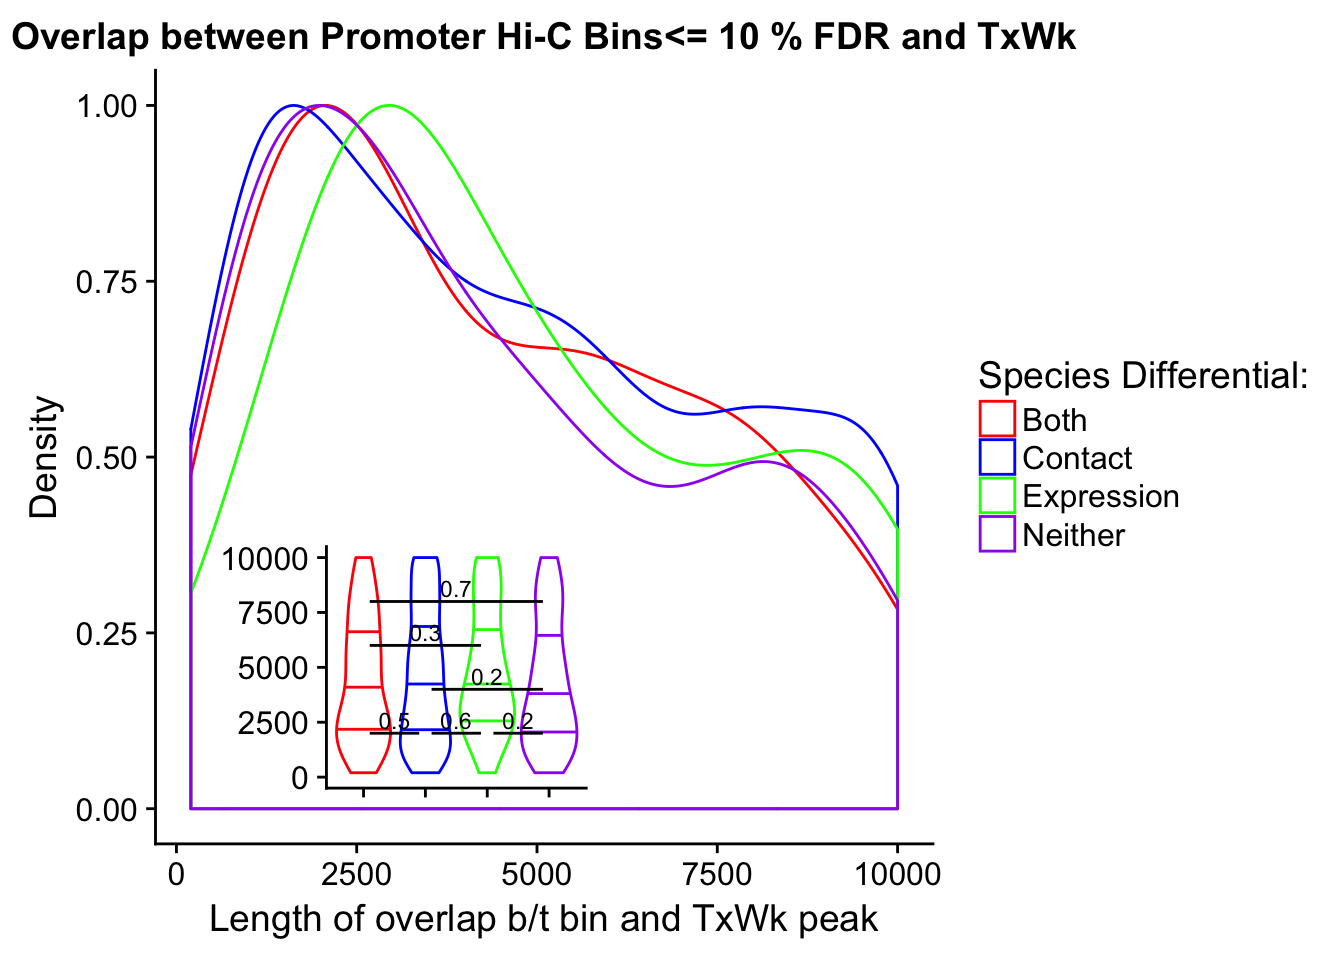 Overlap between Promoter Hi-C Bins<= 10 % FDR and TxWk
1.00
0.75
0.50
0.25
0.00
Density
0
2500
5000
7500
10000
Length of overlap b/t bin and TxWk peak
10000
7500
5000
2500
0
0.7
0.3
0.2
0.5
0.6
0.2
Species Differential:
Both
Contact
Expression
Neither